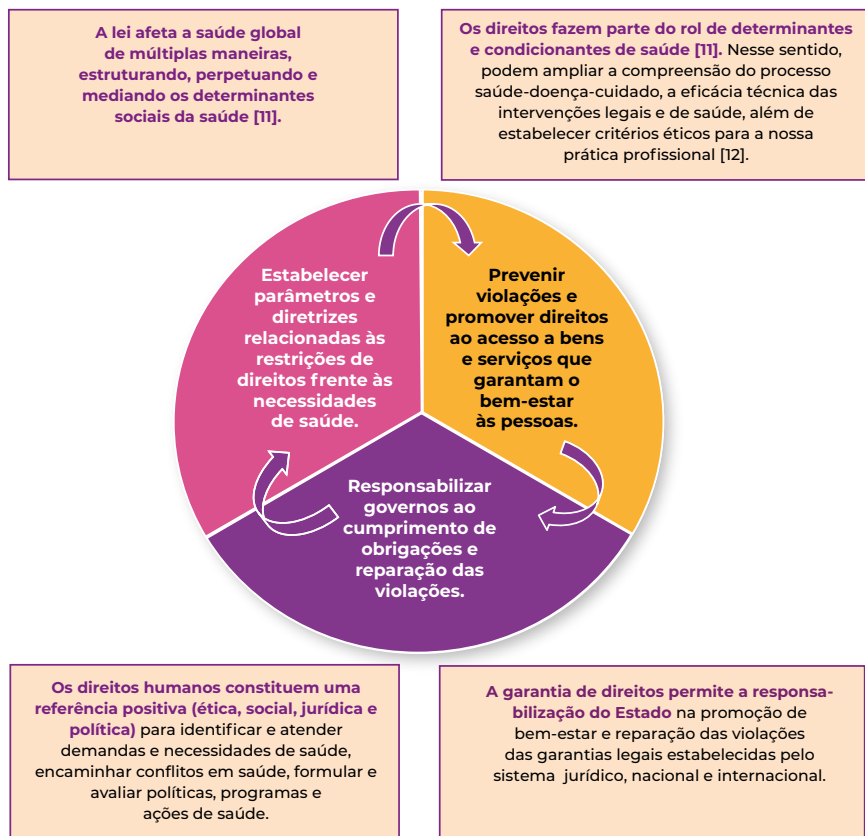 A lei afeta a saúde global
de múltiplas maneiras,
estruturando, perpetuando e
mediando os determinantes
sociais da saúde [11].
Os direitos fazem parte do rol de determinantes
e condicionantes de saúde [11]. Nesse sentido,
podem ampliar a compreensão do processo
saúde-doença-cuidado, a eficácia técnica das
intervenções legais e de saúde, além de
estabelecer critérios éticos para a nossa
prática profissional [12].
Estabelecer
parâmetros e
diretrizes
relacionadas às
restrições de
direitos frente às
necessidades
de saúde.
Prevenir
violações e
promover direitos
ao acesso a bens
e serviços que
garantam o
bem-estar
às pessoas.
Responsabilizar
governos ao
cumprimento de
obrigações e
reparação das
violações.
Os direitos humanos constituem uma
referência positiva (ética, social, jurídica e
política) para identificar e atender
demandas e necessidades de saúde,
encaminhar conflitos em saúde, formular e
avaliar políticas, programas e
ações de saúde.
A garantia de direitos permite a responsa-
bilização do Estado na promoção de
bem-estar e reparação das violações
das garantias legais estabelecidas pelo
sistema jurídico, nacional e internacional.